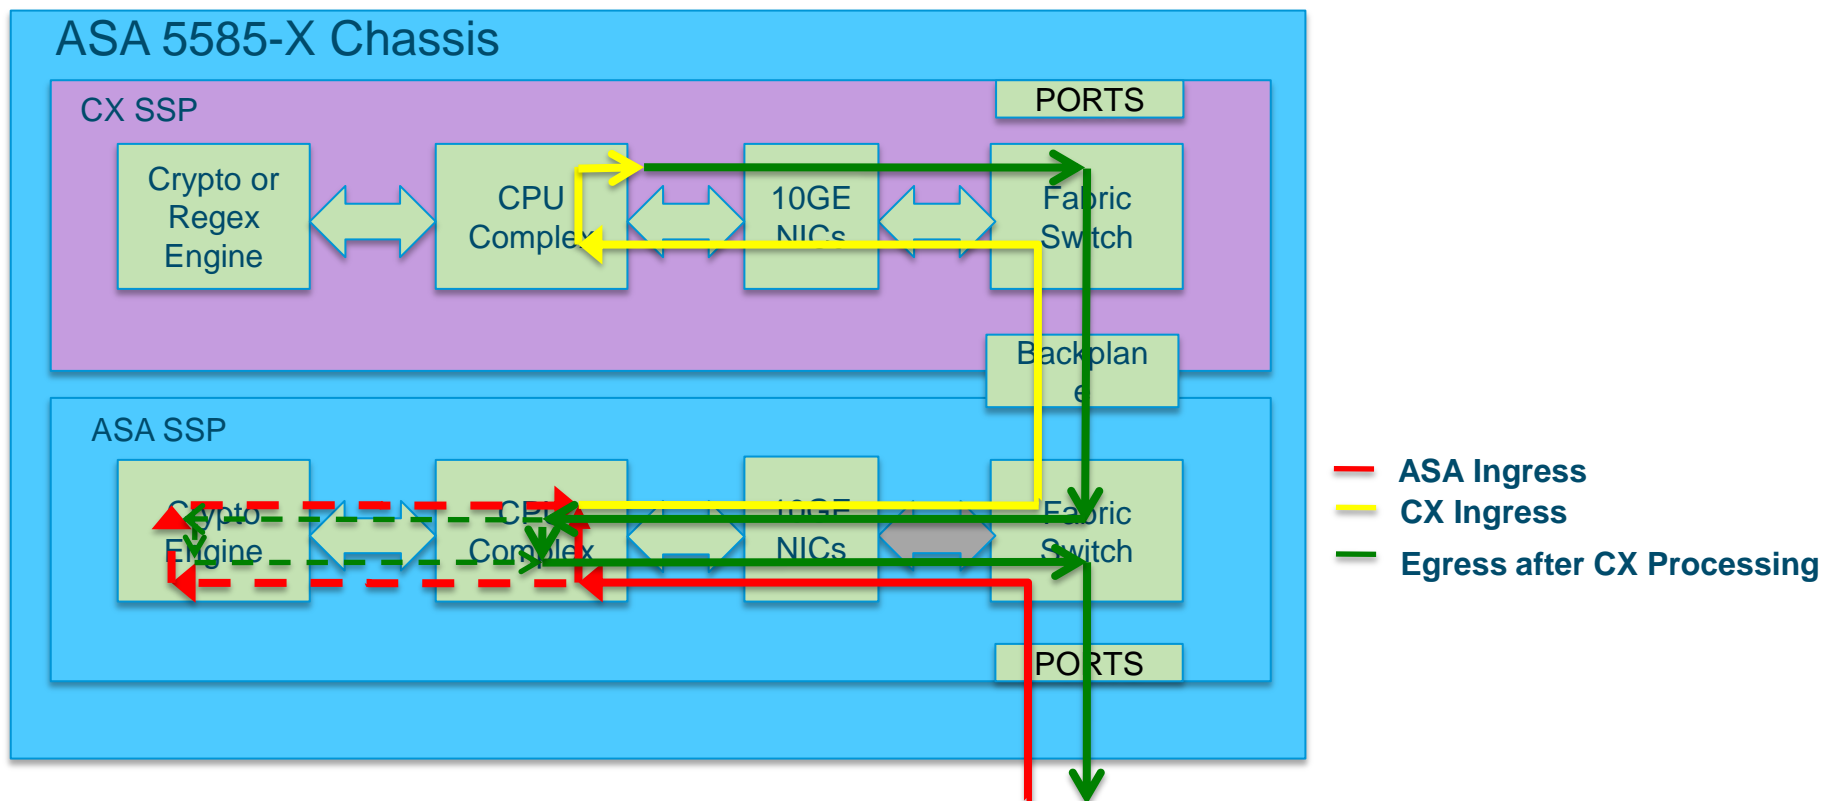 ASA 5585-X Chassis
CX SSP
PORTS
Crypto or
Regex
Engine
CPU
Complex
10GE
NICs
Fabric
Switch
Backplan
e
ASA SSP
Crypto
Engine
CPU
Complex
10GE
NICs
Fabric
Switch
PORTS
ASA Ingress
CX Ingress
Egress after CX Processing